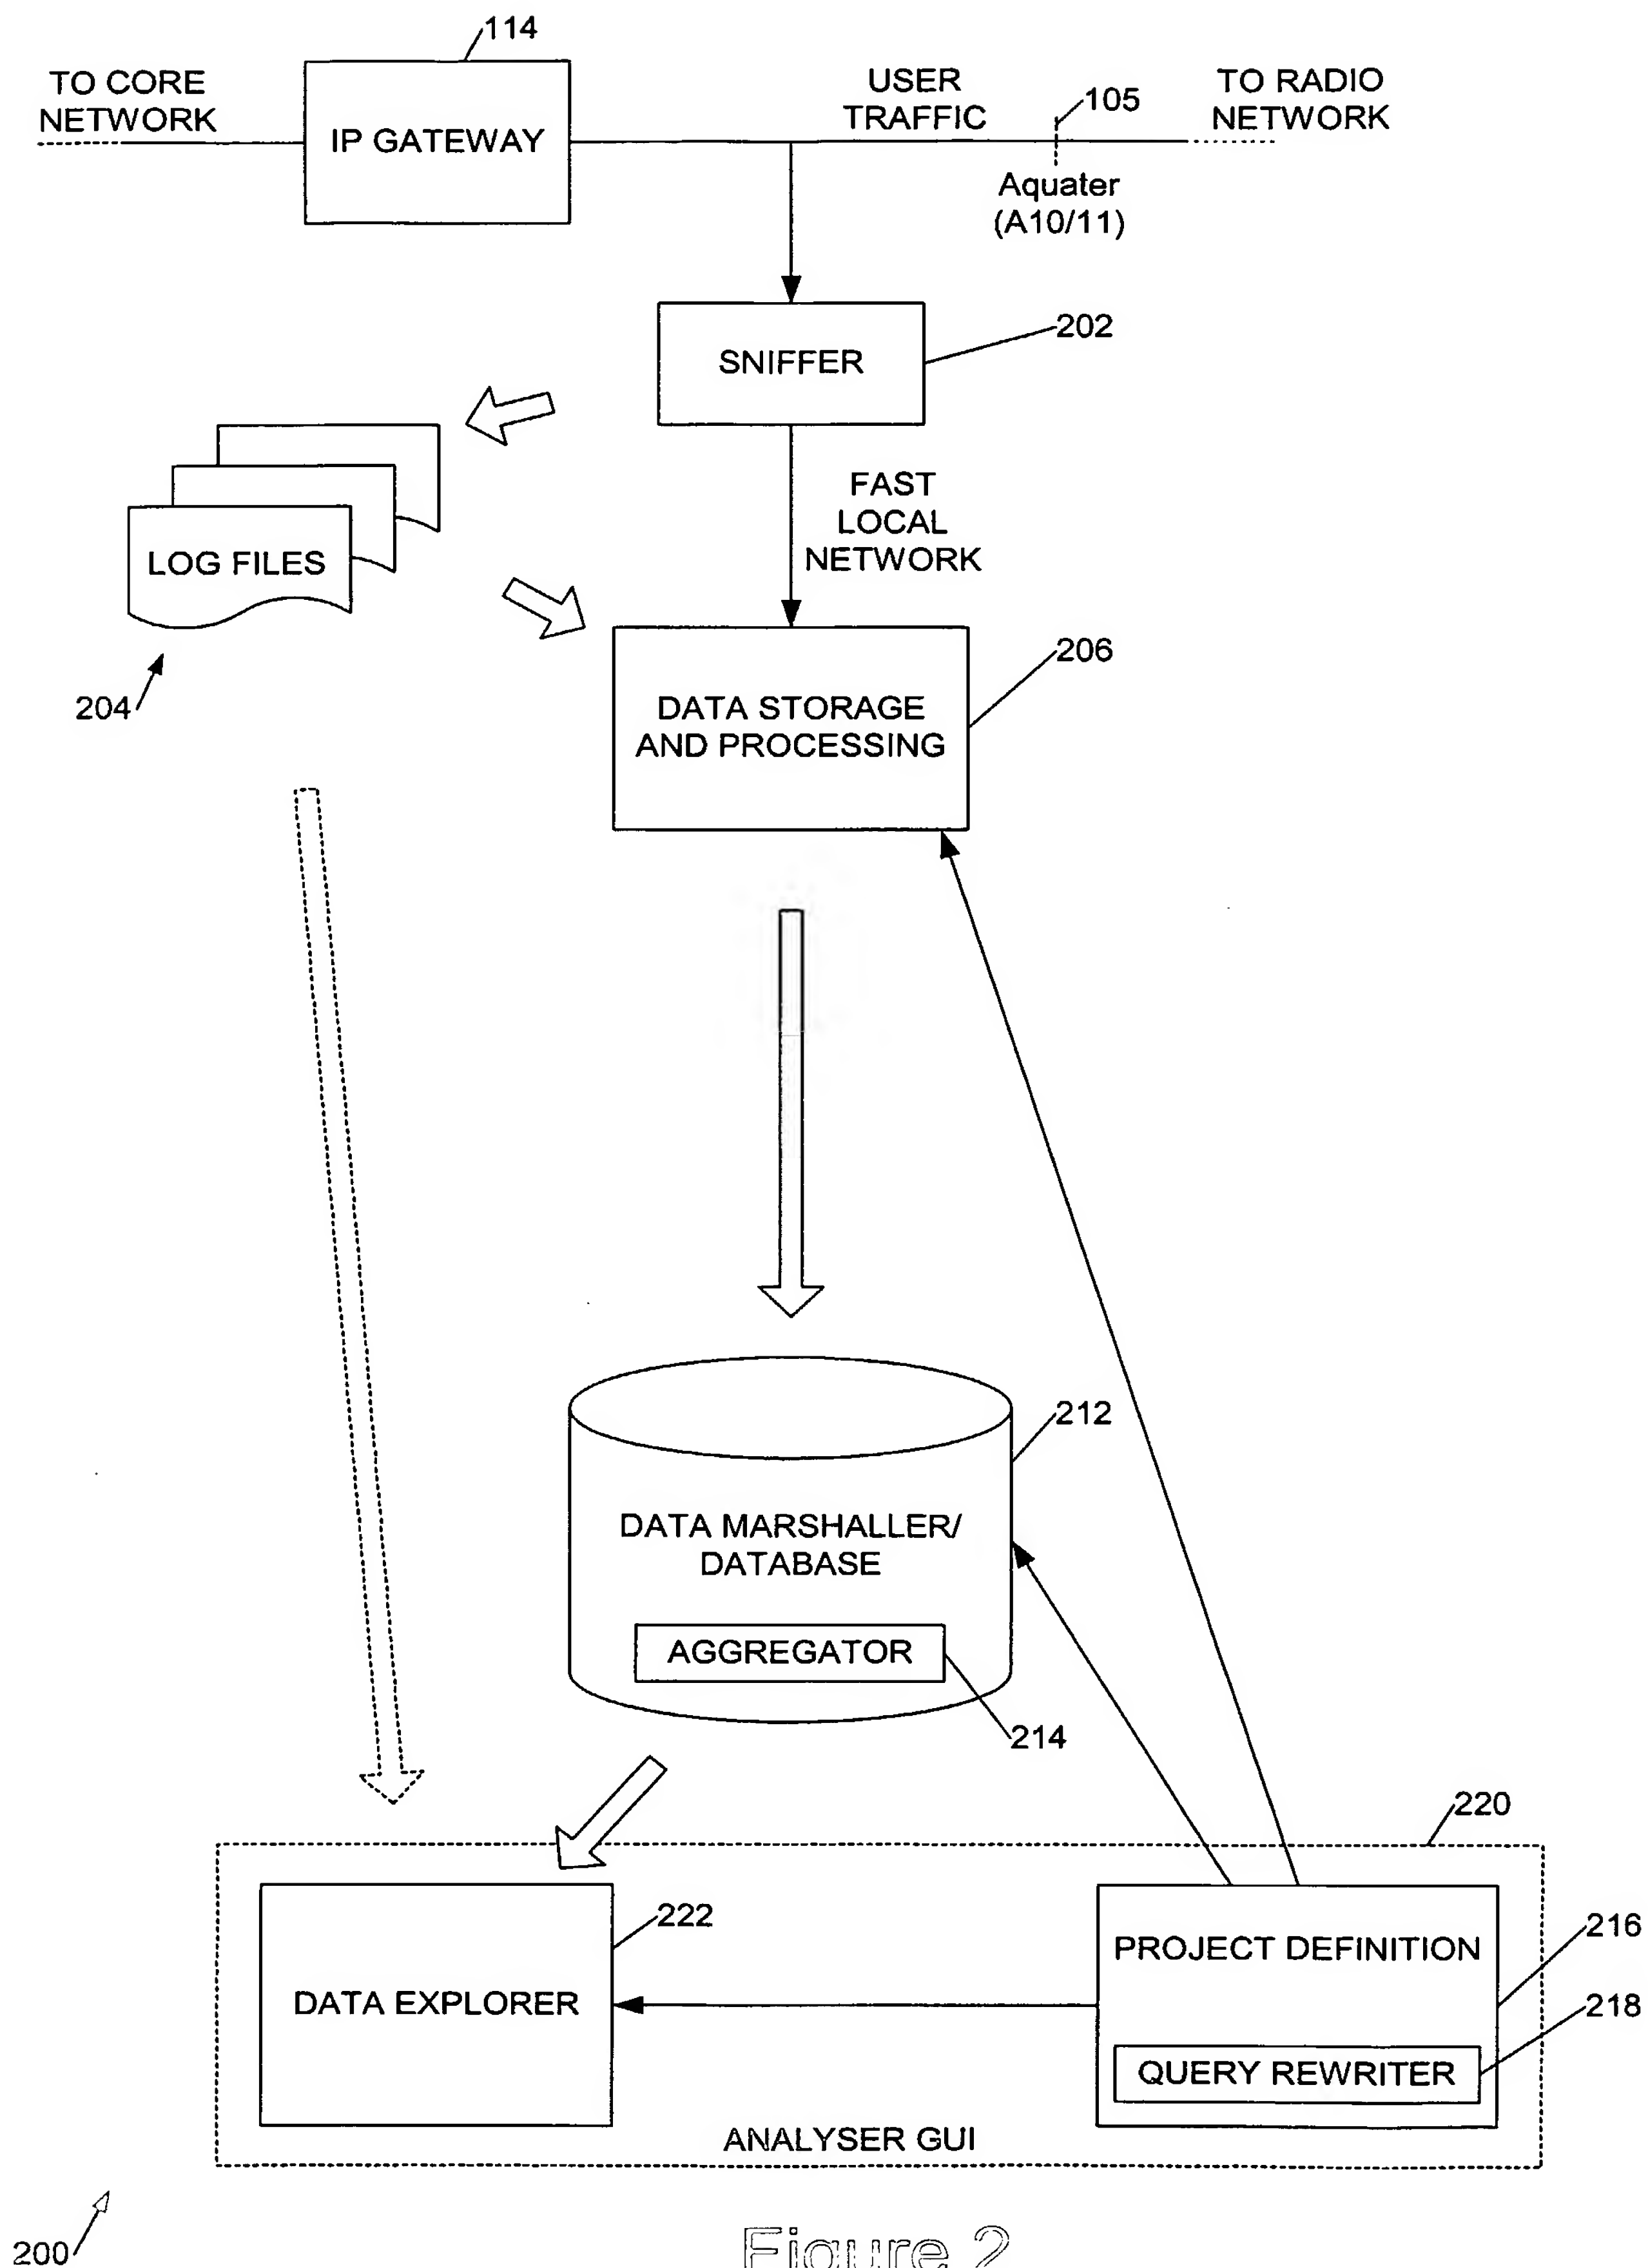 114
TO CORE
NETWORK
IP GATEWAY
USER
TRAFFIC
105
TO RADIO
NETWORK
Aquater
(A10/11)
202
SNIFFER
FAST
LOCAL
NETWORK
LOG FILES
204
206
DATA STORAGE
AND PROCESSING
212
DATA MARSHALLER/
DATABASE
AGGREGATOR
214
220
222
DATA EXPLORER
216
PROJECT DEFINITION
218
QUERY REWRITER
ANALYSER GUI
200
Figure 2